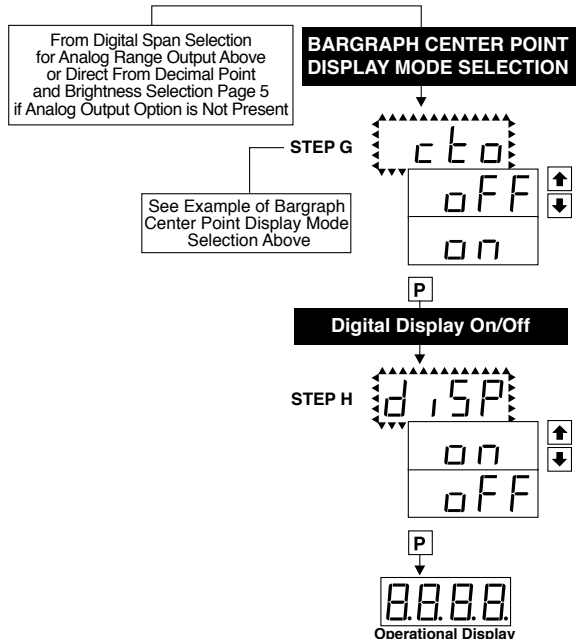 From Digital Span Selection
for Analog Range Output Above
or Direct From Decimal Point
and Brightness Selection Page 5
if Analog Output Option is Not Present
BARGRAPH CENTER POINT
DISPLAY MODE SELECTION
STEP G
cto
oFF
on
See Example of Bargraph
Center Point Display Mode
Selection Above
P
Digital Display On/Off
STEP H
diSP
on
oFF
P
8.8.8.8.
Operational Display